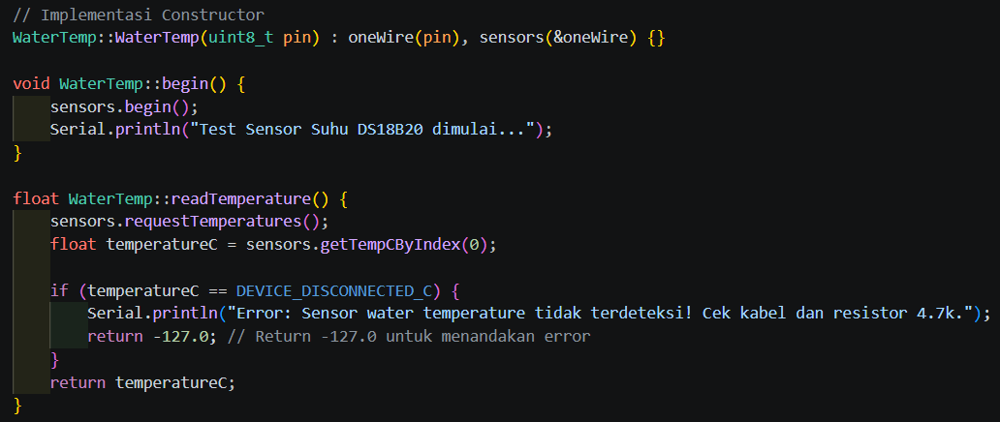 // Implementasi Constructor
WaterTemp::WaterTemp(uint8_t pin) : oneWire(pin), sensors(&oneWire) {}
void WaterTemp::begin() {
sensors.begin();
Serial.println("Test Sensor Suhu DS18B20 dimulai...");
}
float WaterTemp::readTemperature() {
sensors.requestTemperatures();
float temperatureC = sensors.getTempCByIndex(0);
if (temperatureC == DEVICE_DISCONNECTED_C) {
Serial.println("Error: Sensor water temperature tidak terdeteksi! Cek kabel dan resistor 4.7k.");
return -127.0; // Return -127.0 untuk menandakan error
}
return temperatureC;
}